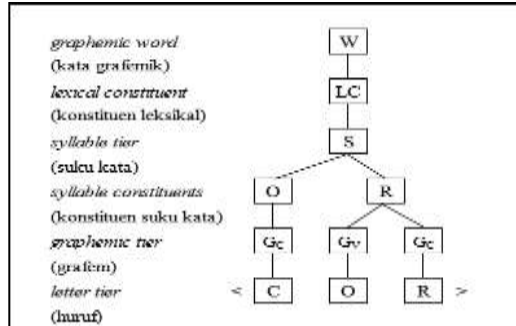 graphemic word W
(kata grafemik)
lexical constituent LC
(konstituen leksikal)
syllable tier S
(suku kata)
syllable constituents O R
(konstituen suku kata)
graphemic tier Gc Gv Gc
(grafem)
letter tier < C O R >
(huruf)